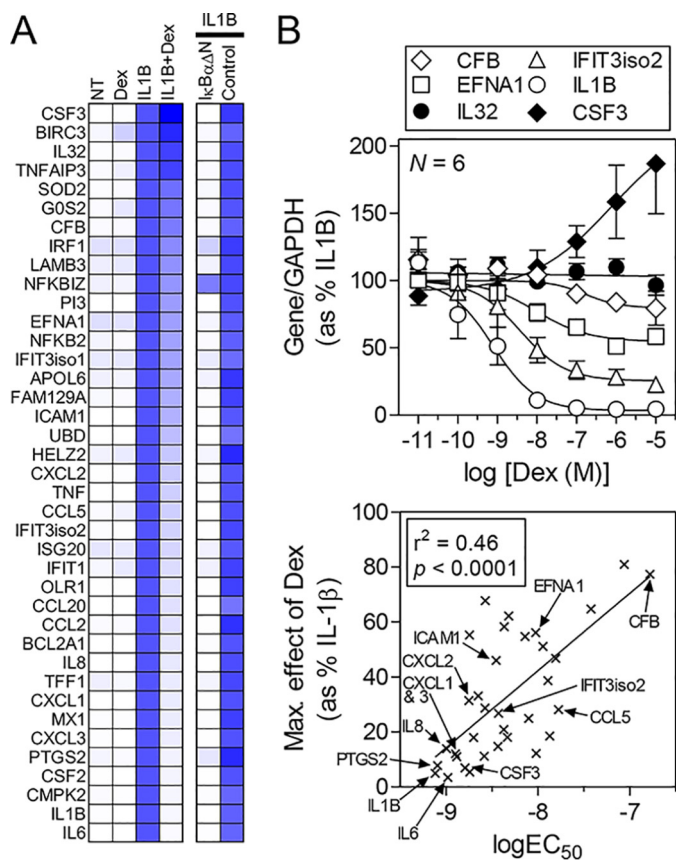 A
IL1B
NT
Dex
IL1B
IL1B+Dex
IκBαΔN
Control
CSF3
BIRC3
IL32
TNFAIP3
SOD2
G0S2
CFB
IRF1
LAMB3
NFKBIZ
PI3
EFNA1
NFKB2
IFIT3iso1
APOL6
FAM129A
ICAM1
UBD
HELZ2
CXCL2
TNF
CCL5
IFIT3iso2
ISG20
IFIT1
OLR1
CCL20
CCL2
BCL2A1
IL8
TFF1
CXCL1
MX1
CXCL3
PTGS2
CSF2
CMPK2
IL1B
IL6
B
CFB
IFIT3iso2
EFNA1
IL1B
IL32
CSF3
N = 6
200
150
100
50
0
Gene/GAPDH
(as % IL1B)
-11 -10 -9 -8 -7 -6 -5
log [Dex (M)]
r² = 0.46
p < 0.0001
100
80
60
40
20
0
Max. effect of Dex
(as % IL-1β)
EFNA1
CFB
ICAM1
CXCL2
CXCL1
& 3
IFIT3iso2
CCL5
IL8
PTGS2
CSF3
IL1B
IL6
-9 -8 -7
logEC₅₀